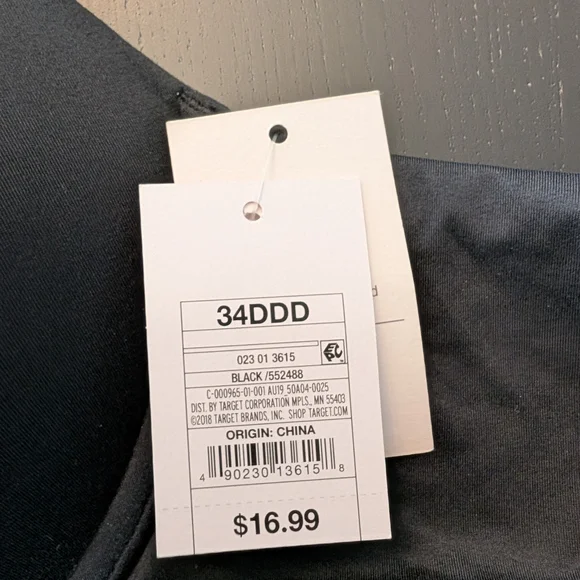 34DDD
023 01 3615
BLACK /552488
C-000965-01-001 AU19_50A04-0025
DIST. BY TARGET CORPORATION MPLS., MN 55403
©2018 TARGET BRANDS, INC. SHOP TARGET.COM
ORIGIN: CHINA
4 90230 13615 8
$16.99